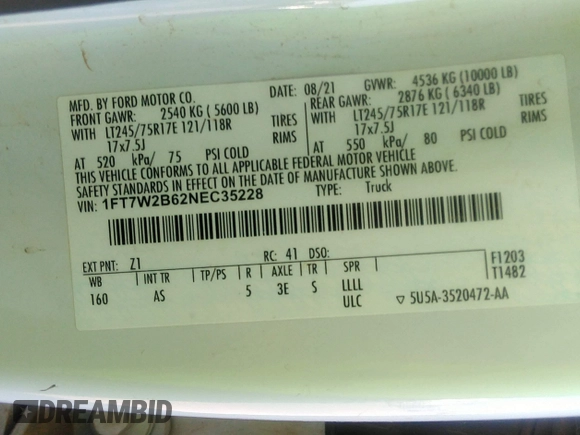 MFD. BY FORD MOTOR CO.
DATE: 08/21
GVWR: 4536 KG (10000 LB)
FRONT GAWR: 2540 KG (5600 LB)
REAR GAWR: 2876 KG (6340 LB)
WITH LT245/75R17E 121/118R TIRES
WITH LT245/75R17E 121/118R TIRES
17x7.5J RIMS
17x7.5J RIMS
AT 520 kPa/ 75 PSI COLD
AT 550 kPa/ 80 PSI COLD
THIS VEHICLE CONFORMS TO ALL APPLICABLE FEDERAL MOTOR VEHICLE
SAFETY STANDARDS IN EFFECT ON THE DATE OF MANUFACTURE SHOWN ABOVE.
VIN: 1FT7W2B62NEC35228
TYPE: Truck
EXT PNT: Z1
RC: 41 DSO:
F1203
T1482
WB INT TR TP/PS R AXLE TR SPR
160 AS 5 3E S LLLL
ULC
5U5A-3520472-AA
DREAMBID